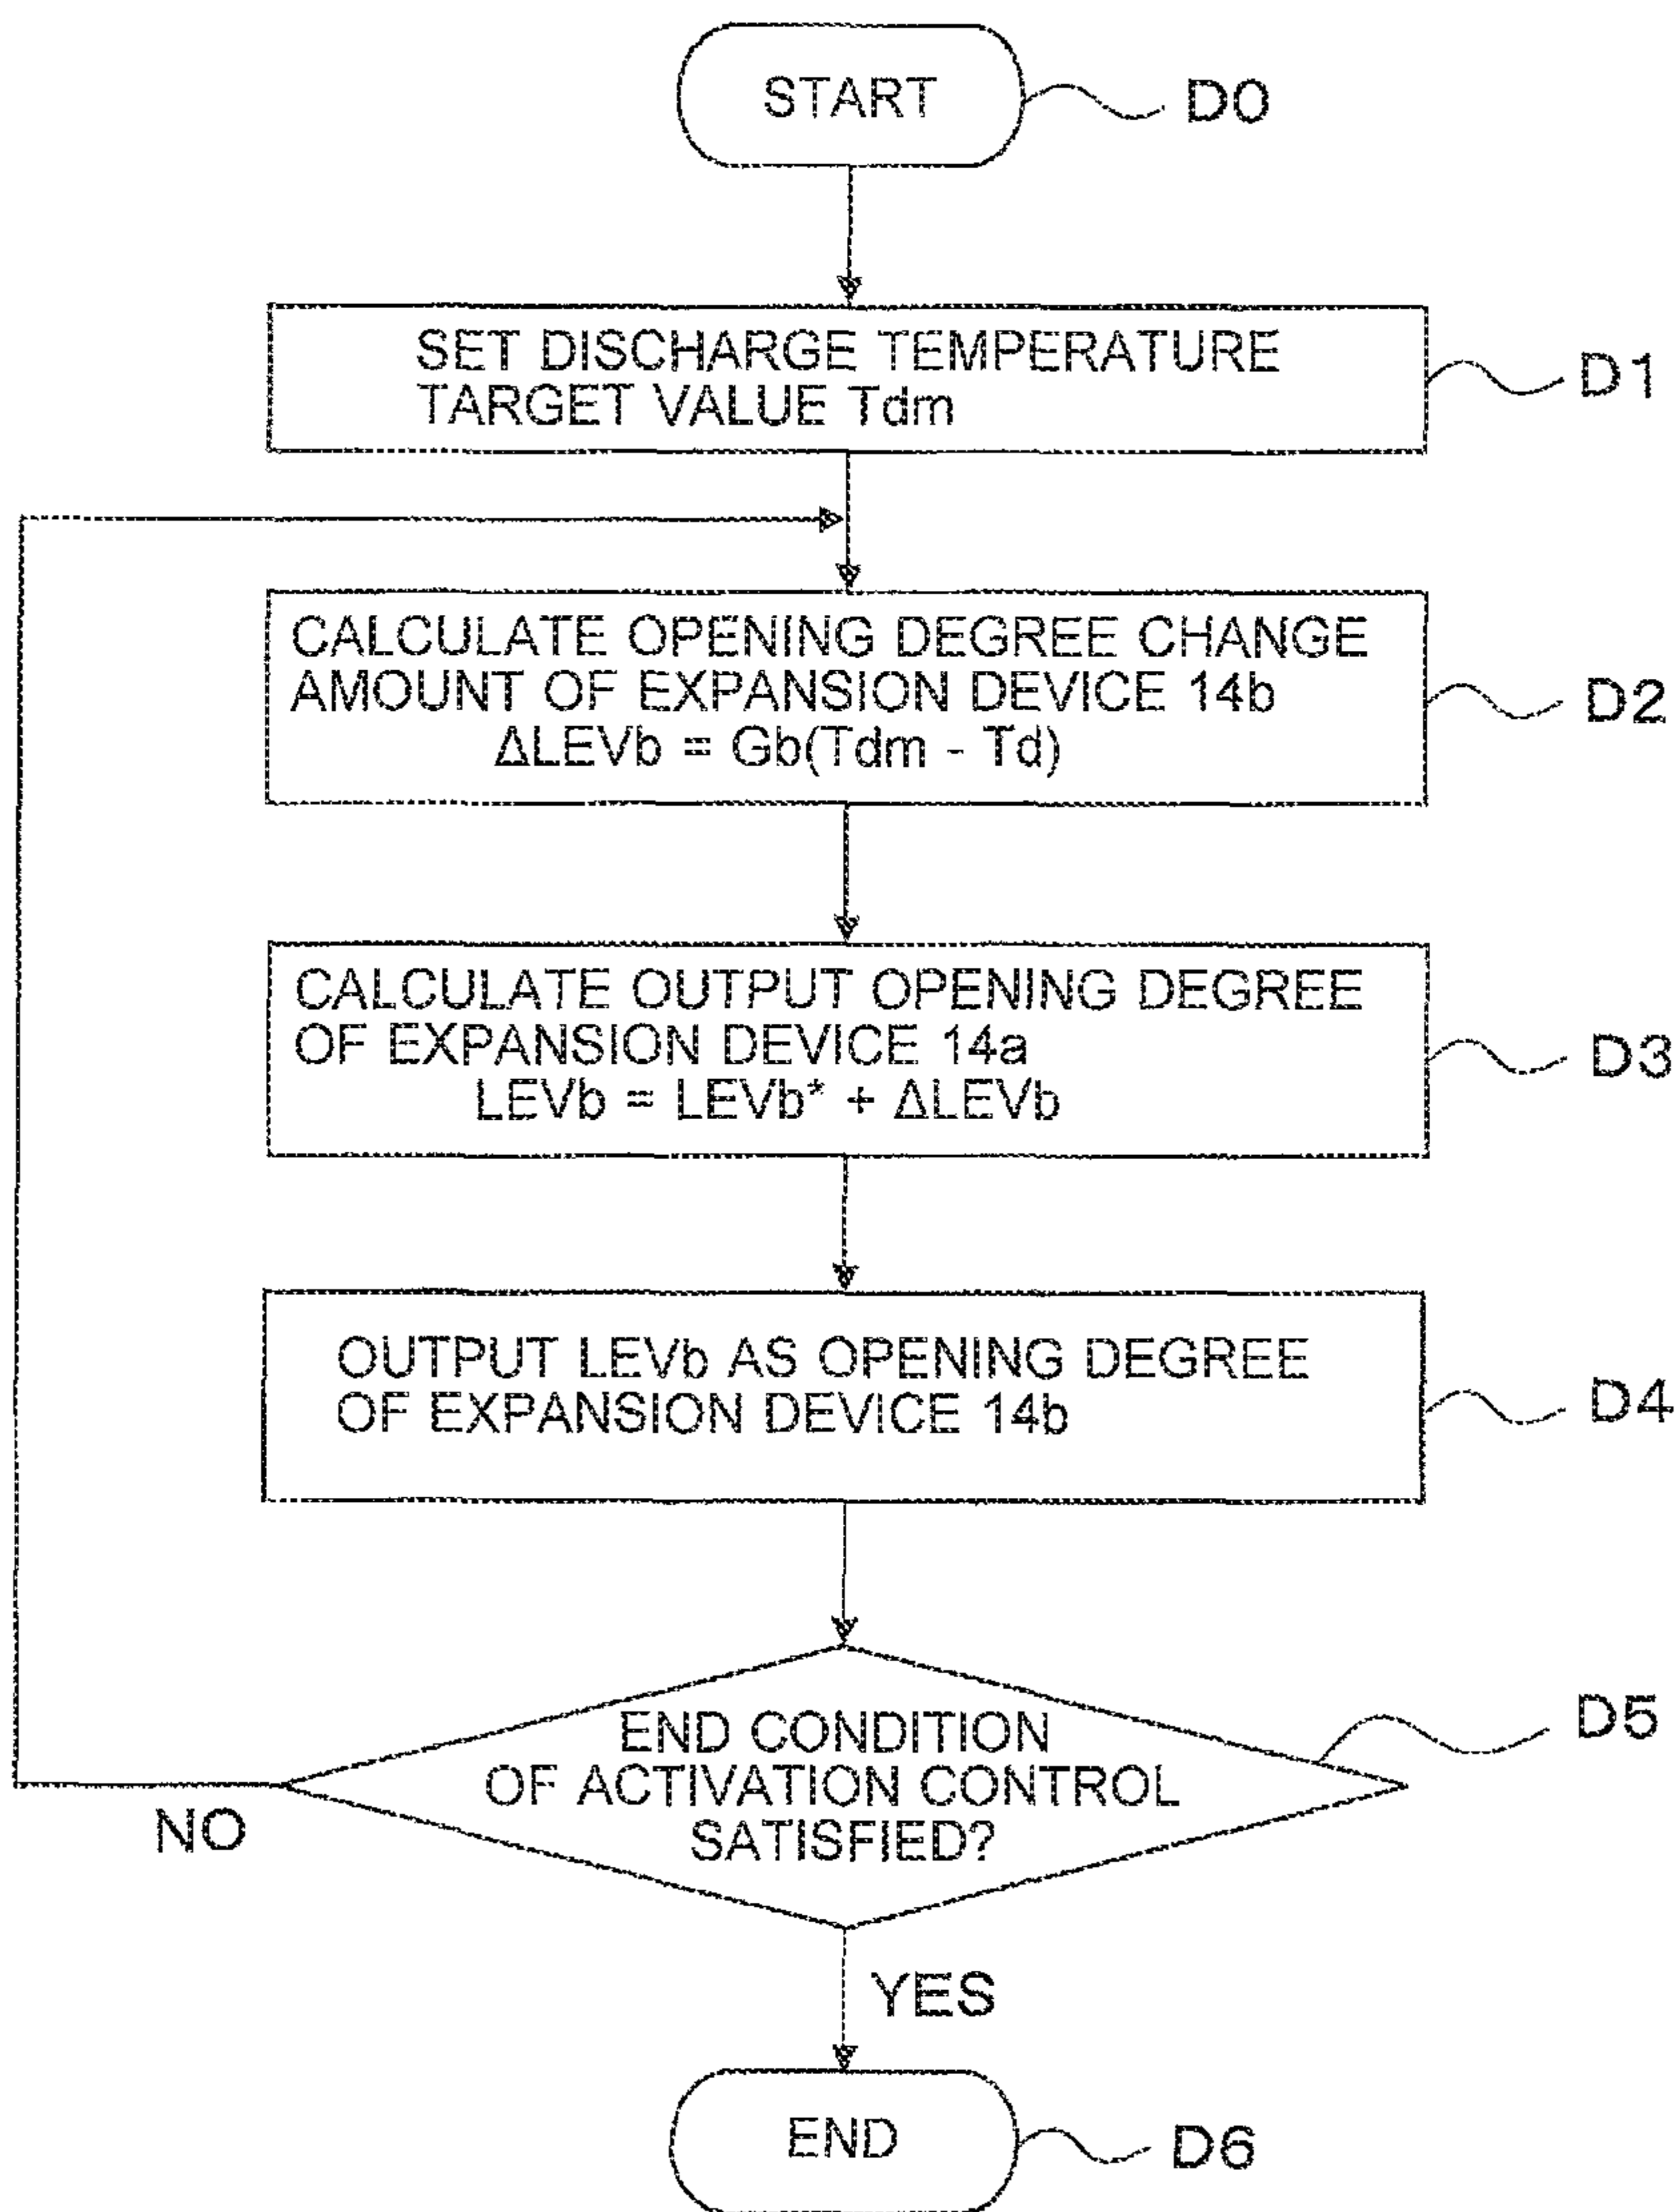 START
D0
SET DISCHARGE TEMPERATURE
TARGET VALUE Tdm
D1
CALCULATE OPENING DEGREE CHANGE
AMOUNT OF EXPANSION DEVICE 14b
ΔLEVb = Gb(Tdm - Td)
D2
CALCULATE OUTPUT OPENING DEGREE
OF EXPANSION DEVICE 14a
LEVb = LEVb* + ΔLEVb
D3
OUTPUT LEVb AS OPENING DEGREE
OF EXPANSION DEVICE 14b
D4
END CONDITION
OF ACTIVATION CONTROL
SATISFIED?
D5
NO
YES
END
D6